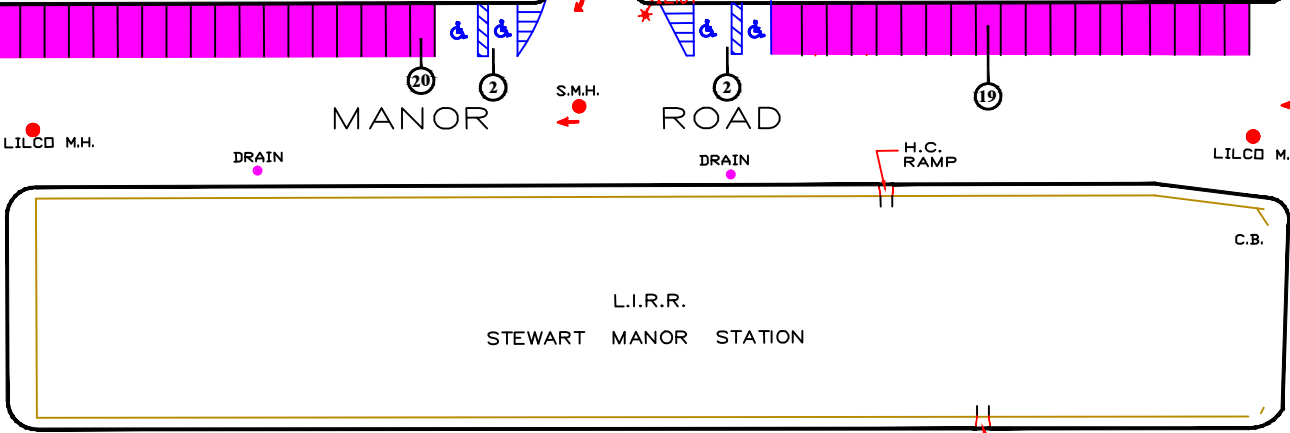 20
2
2
19
S.M.H.
MANOR ROAD
LILCO M.H.
DRAIN
DRAIN
H.C.
RAMP
LILCO M.
C.B.
L.I.R.R.
STEWART MANOR STATION